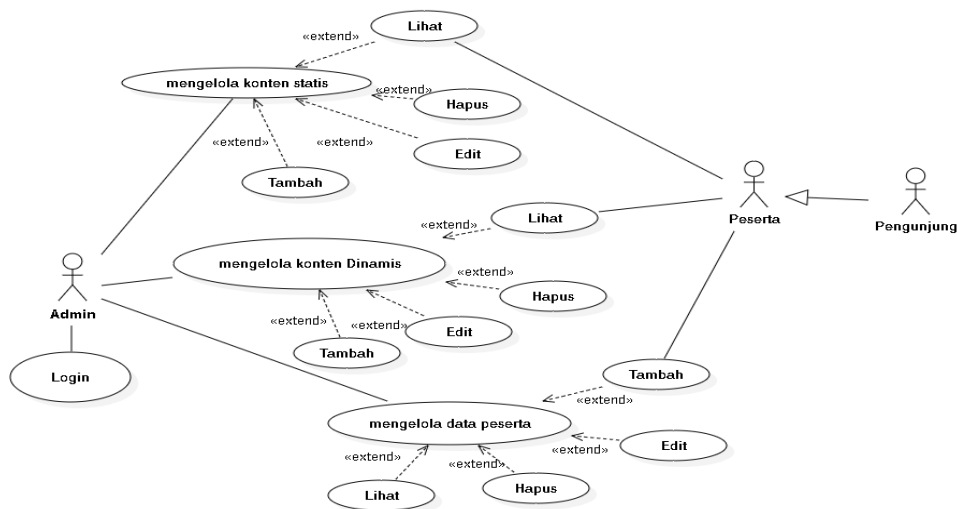 Lihat
«extend»
mengelola konten statis
«extend»
Hapus
«extend»
«extend»
Edit
Tambah
Peserta
Pengunjung
Lihat
«extend»
mengelola konten Dinamis
«extend»
Hapus
Admin
«extend»
«extend»
Edit
Tambah
Login
Tambah
«extend»
mengelola data peserta
Edit
«extend»
«extend»
«extend»
Lihat
Hapus